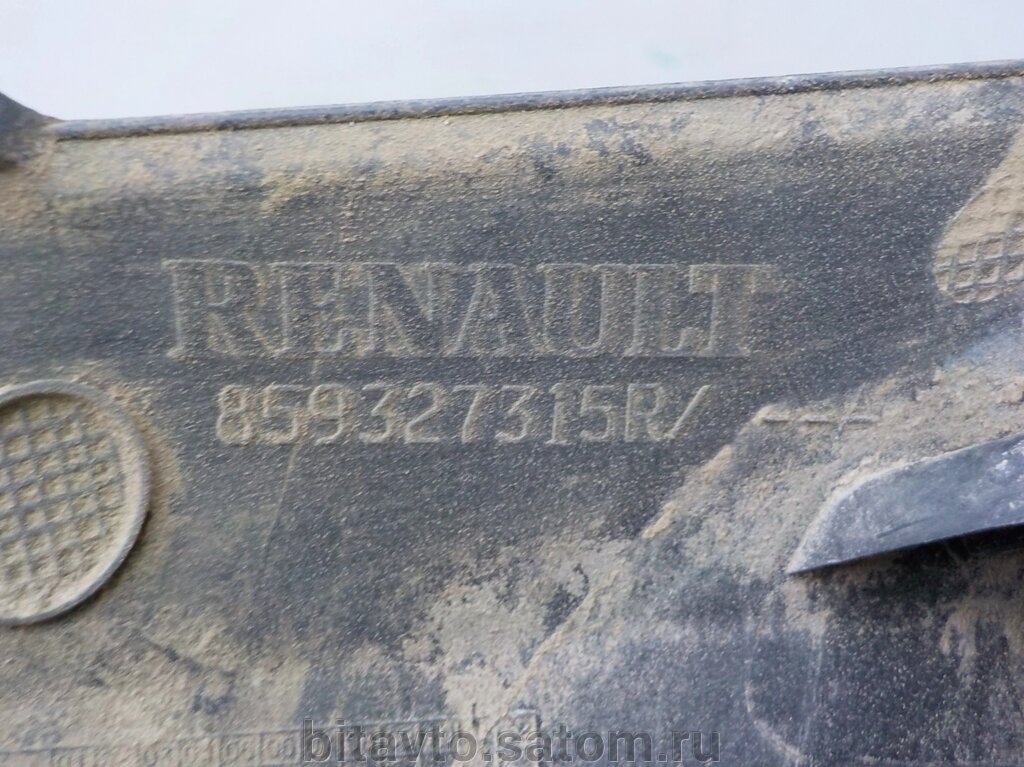 RENAULT
859327315R/
bitavto.satom.ru